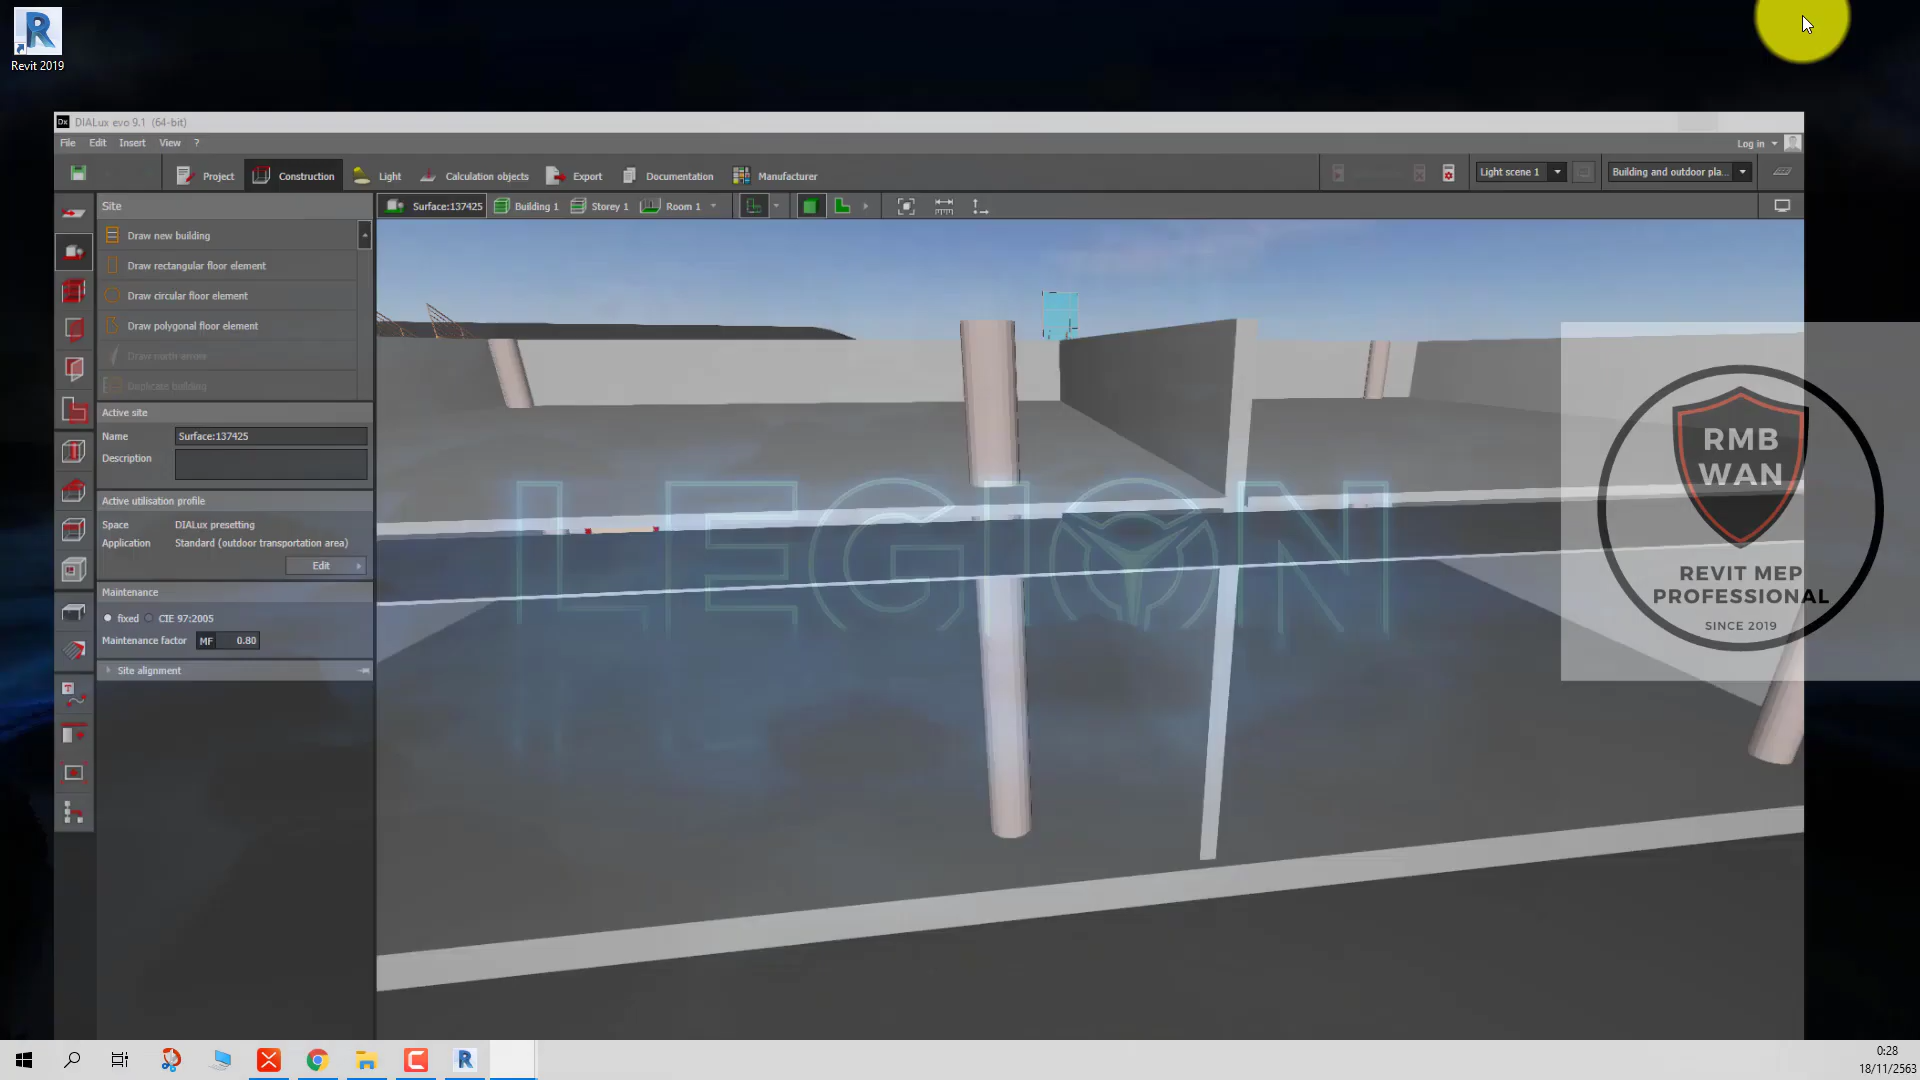 Revit 2019
DIALux evo 9.1 (64-bit)
File Edit Insert View ?
Log in
Project Construction Light Calculation objects Export Documentation Manufacturer
Light scene 1
Building and outdoor pla...
Site
Surface:137425 Building 1 Storey 1 Room 1
Draw new building
Draw rectangular floor element
Draw circular floor element
Draw polygonal floor element
Draw north arrow
Duplicate building
Active site
Name Surface:137425
Description
Active utilisation profile
Space DIALux presetting
Application Standard (outdoor transportation area)
Edit
Maintenance
fixed CIE 97:2005
Maintenance factor MF 0.80
Site alignment
LEGION
RMB
WAN
REVIT MEP
PROFESSIONAL
SINCE 2019
0:28
18/11/2563